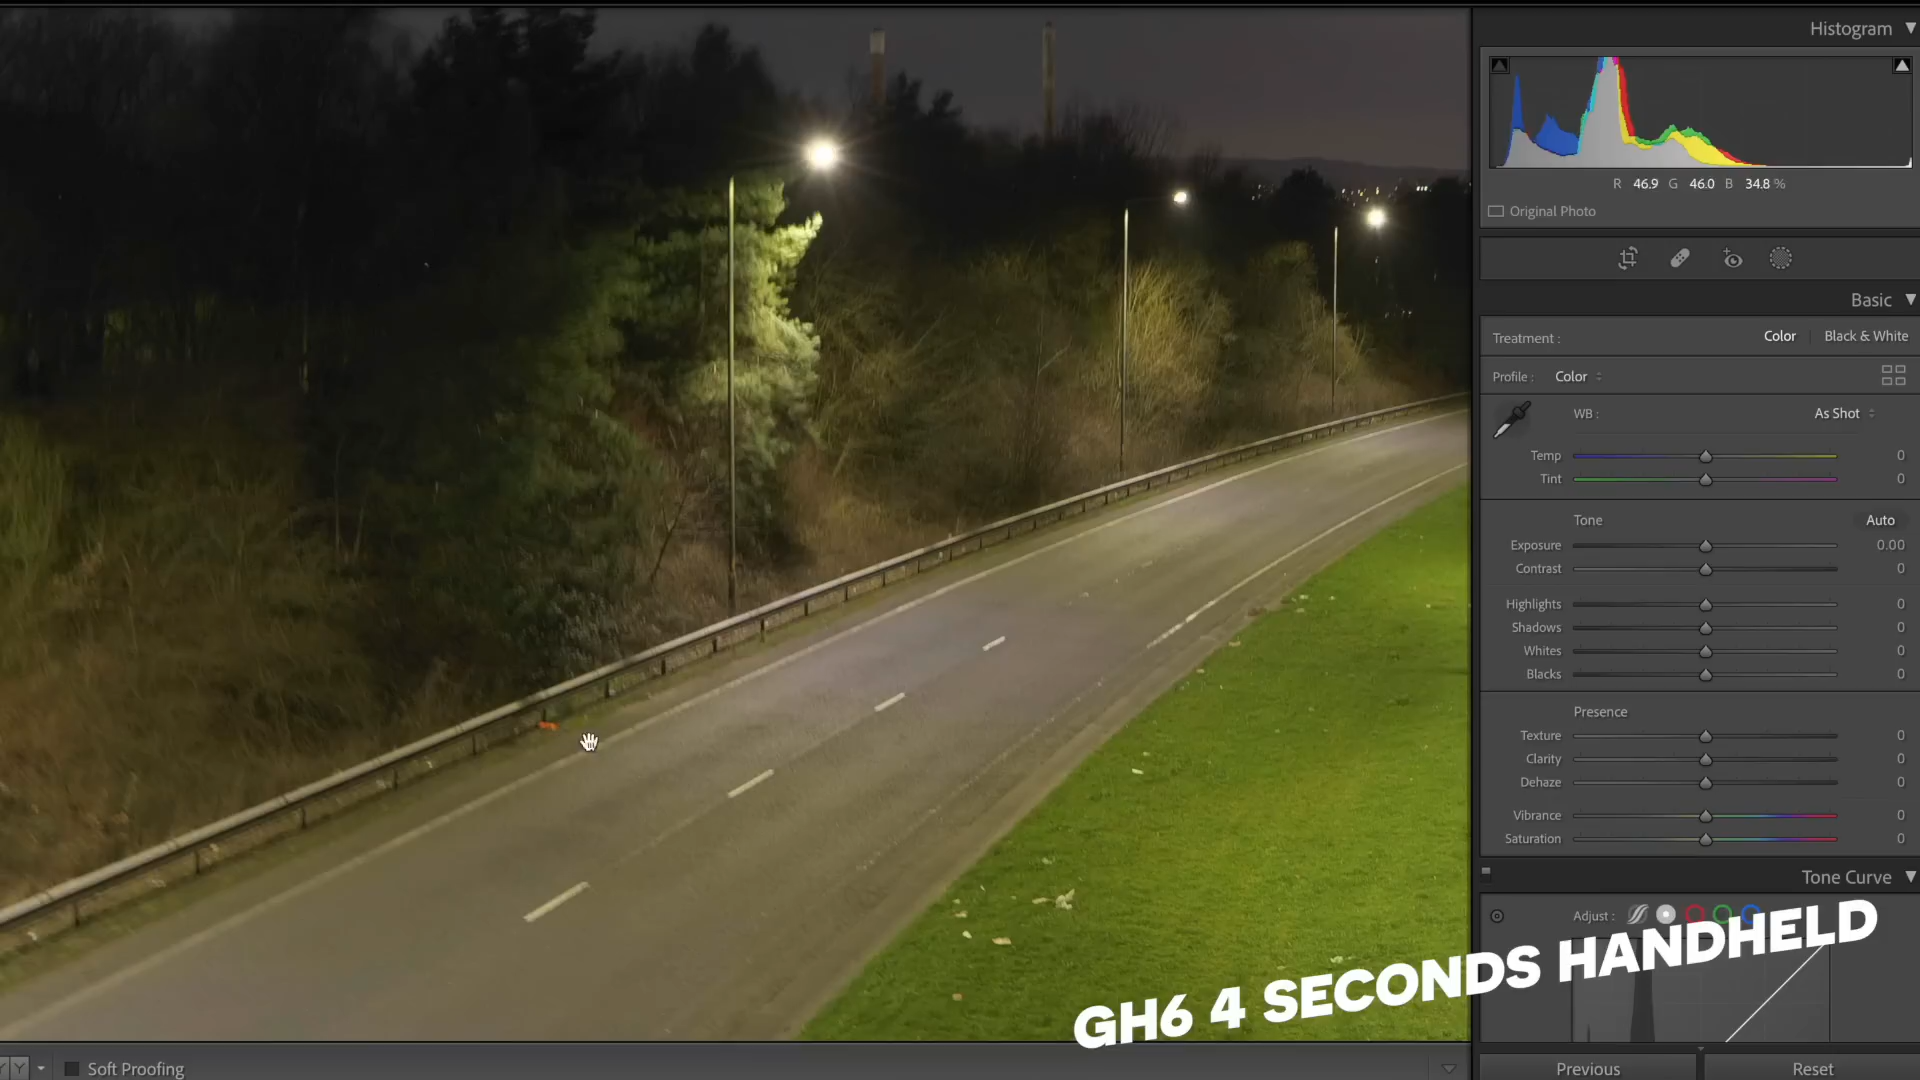 Histogram
R 46.9 G 46.0 B 34.8 %
Original Photo
Basic
Treatment : Color Black & White
Profile : Color
WB : As Shot
Temp 0
Tint 0
Tone Auto
Exposure 0.00
Contrast 0
Highlights 0
Shadows 0
Whites 0
Blacks 0
Presence
Texture 0
Clarity 0
Dehaze 0
Vibrance 0
Saturation 0
Tone Curve
Adjust :
GH6 4 SECONDS HANDHELD
Y Y
Soft Proofing
Previous Reset